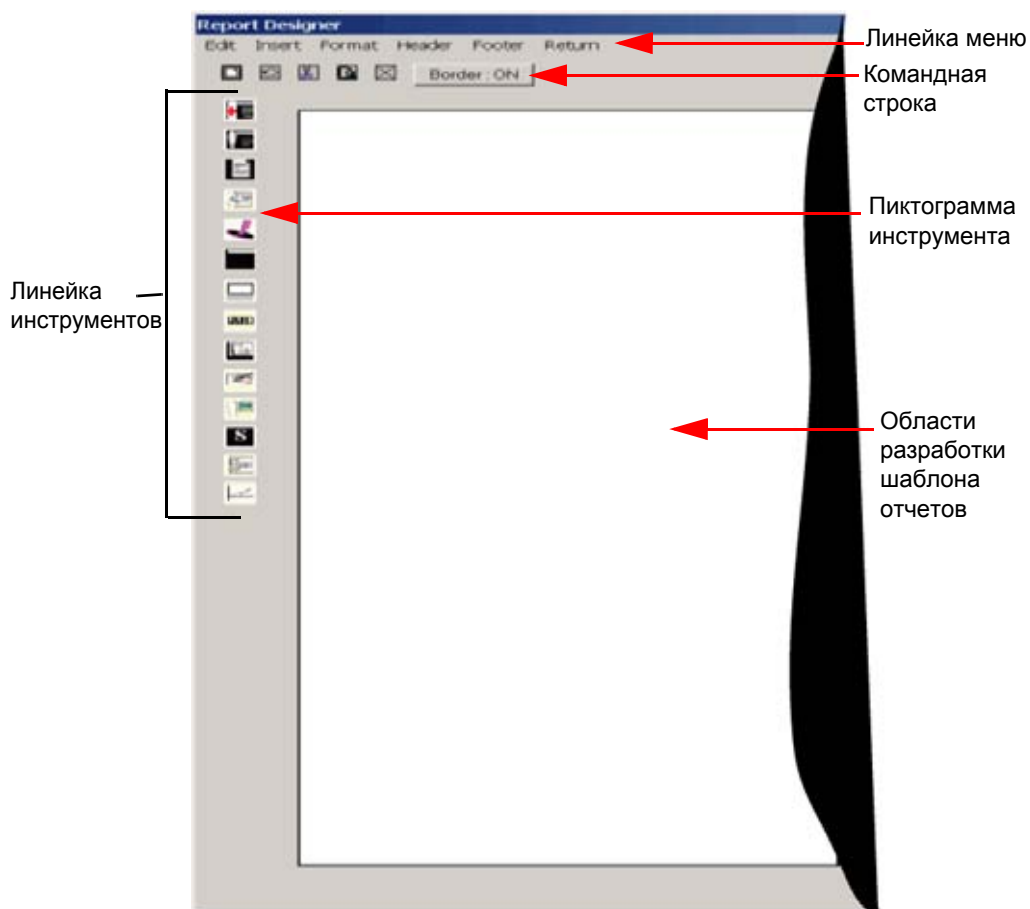 Report Designer
Edit Insert Format Header Footer Return
Border : ON
Линейка меню
Командная
строка
Пиктограмма
инструмента
Линейка
инструментов
Области
разработки
шаблона
отчетов
S